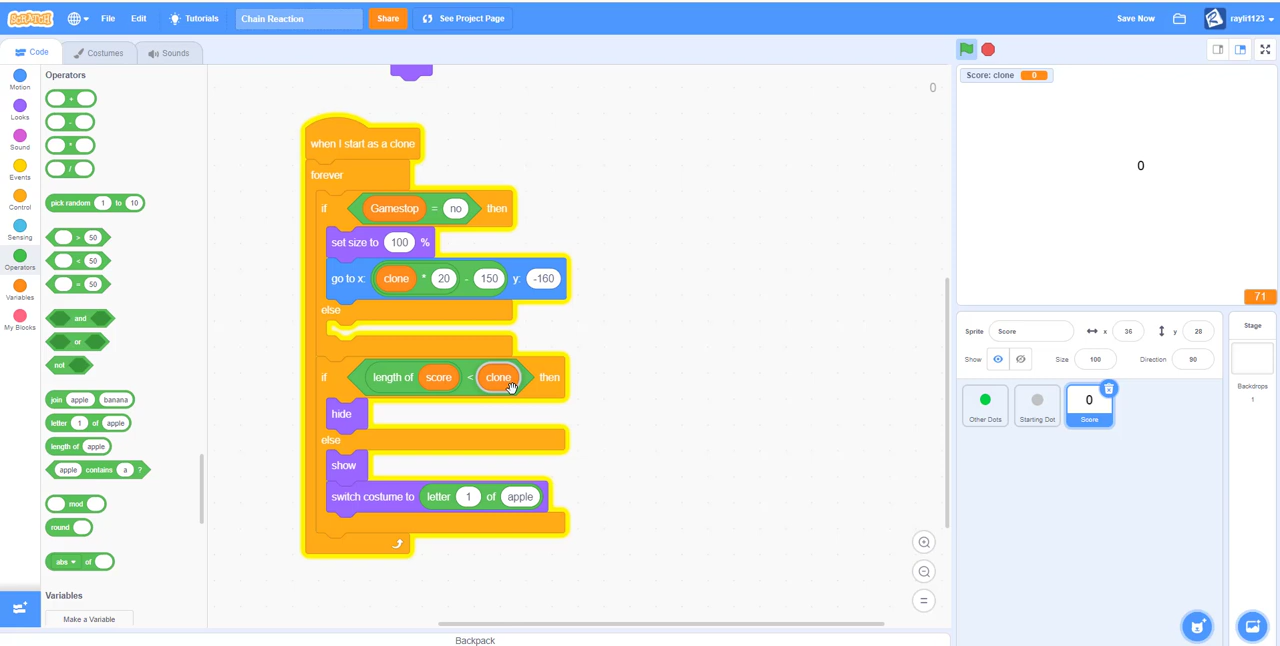 SCRATCH File Edit Tutorials Chain Reaction Share See Project Page Save Now rayli1123
Code Costumes Sounds
Motion
Looks
Sound
Events
Control
Sensing
Operators
Variables
My Blocks
Operators
+
-
*
/
pick random 1 to 10
> 50
< 50
= 50
and
or
not
join apple banana
letter 1 of apple
length of apple
apple contains a ?
mod
round
abs of
Variables
Make a Variable
0
when I start as a clone
forever
if Gamestop = no then
set size to 100 %
go to x: clone * 20 - 150 y: -160
else
if length of score < clone then
hide
else
show
switch costume to letter 1 of apple
Backpack
Score: clone 0
0
71
Sprite Score x 36 y 28
Show Size 100 Direction 90
Other Dots
Starting Dot
0
Score
Stage
Backdrops
1